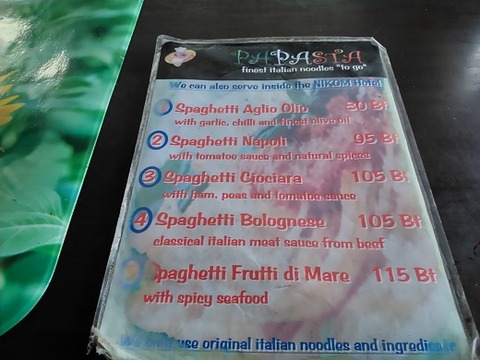 PAPASTA
finest italian noodles "to go"
We can also serve inside the NIKOM Hotel
Spaghetti Aglio Olio 80 Bt
with garlic, chilli and finest olive oil
2 Spaghetti Napoli 95 Bt
with tomatoe sauce and natural spices
3 Spaghetti Ciociara 105 Bt
with ham, peas and tomatoe sauce
4 Spaghetti Bolognese 105 Bt
classical italian meat sauce from beef
Spaghetti Frutti di Mare 115 Bt
with spicy seafood
We only use original italian noodles and ingredients